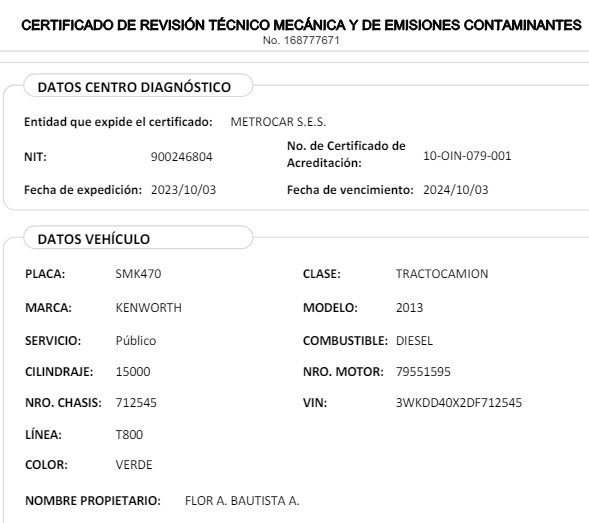 CERTIFICADO DE REVISIÓN TÉCNICO MECÁNICA Y DE EMISIONES CONTAMINANTES
No. 168777671
DATOS CENTRO DIAGNÓSTICO
Entidad que expide el certificado: METROCAR S.E.S.
NIT: 900246804 No. de Certificado de Acreditación: 10-OIN-079-001
Fecha de expedición: 2023/10/03 Fecha de vencimiento: 2024/10/03
DATOS VEHÍCULO
PLACA: SMK470 CLASE: TRACTOCAMION
MARCA: KENWORTH MODELO: 2013
SERVICIO: Público COMBUSTIBLE: DIESEL
CILINDRAJE: 15000 NRO. MOTOR: 79551595
NRO. CHASIS: 712545 VIN: 3WKDD40X2DF712545
LÍNEA: T800
COLOR: VERDE
NOMBRE PROPIETARIO: FLOR A. BAUTISTA A.